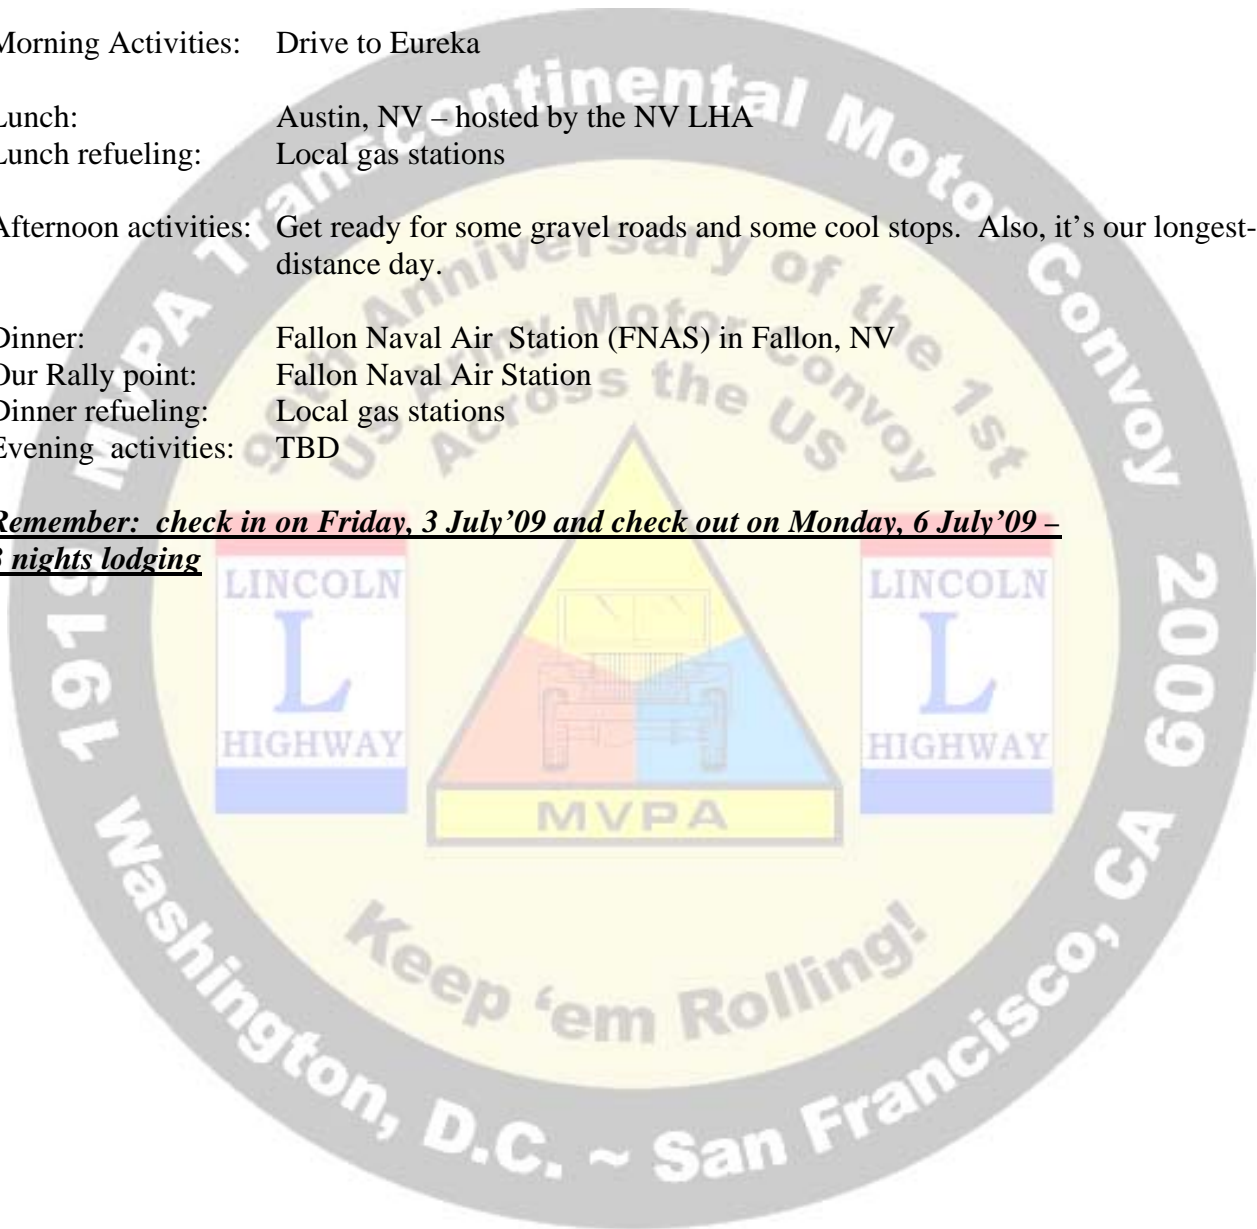 Morning Activities: Drive to Eureka
Lunch: Austin, NV – hosted by the NV LHA
Lunch refueling: Local gas stations
Afternoon activities: Get ready for some gravel roads and some cool stops. Also, it's our longest-
distance day.
Dinner: Fallon Naval Air Station (FNAS) in Fallon, NV
Our Rally point: Fallon Naval Air Station
Dinner refueling: Local gas stations
Evening activities: TBD
Remember: check in on Friday, 3 July'09 and check out on Monday, 6 July'09 –
3 nights lodging
1919 MVPA Transcontinental Motor Convoy 2009
90th Anniversary of the 1st
US Army Motor Convoy
Across the US
LINCOLN
L
HIGHWAY
LINCOLN
L
HIGHWAY
MVPA
Keep 'em Rolling!
Washington, D.C. ~ San Francisco, CA